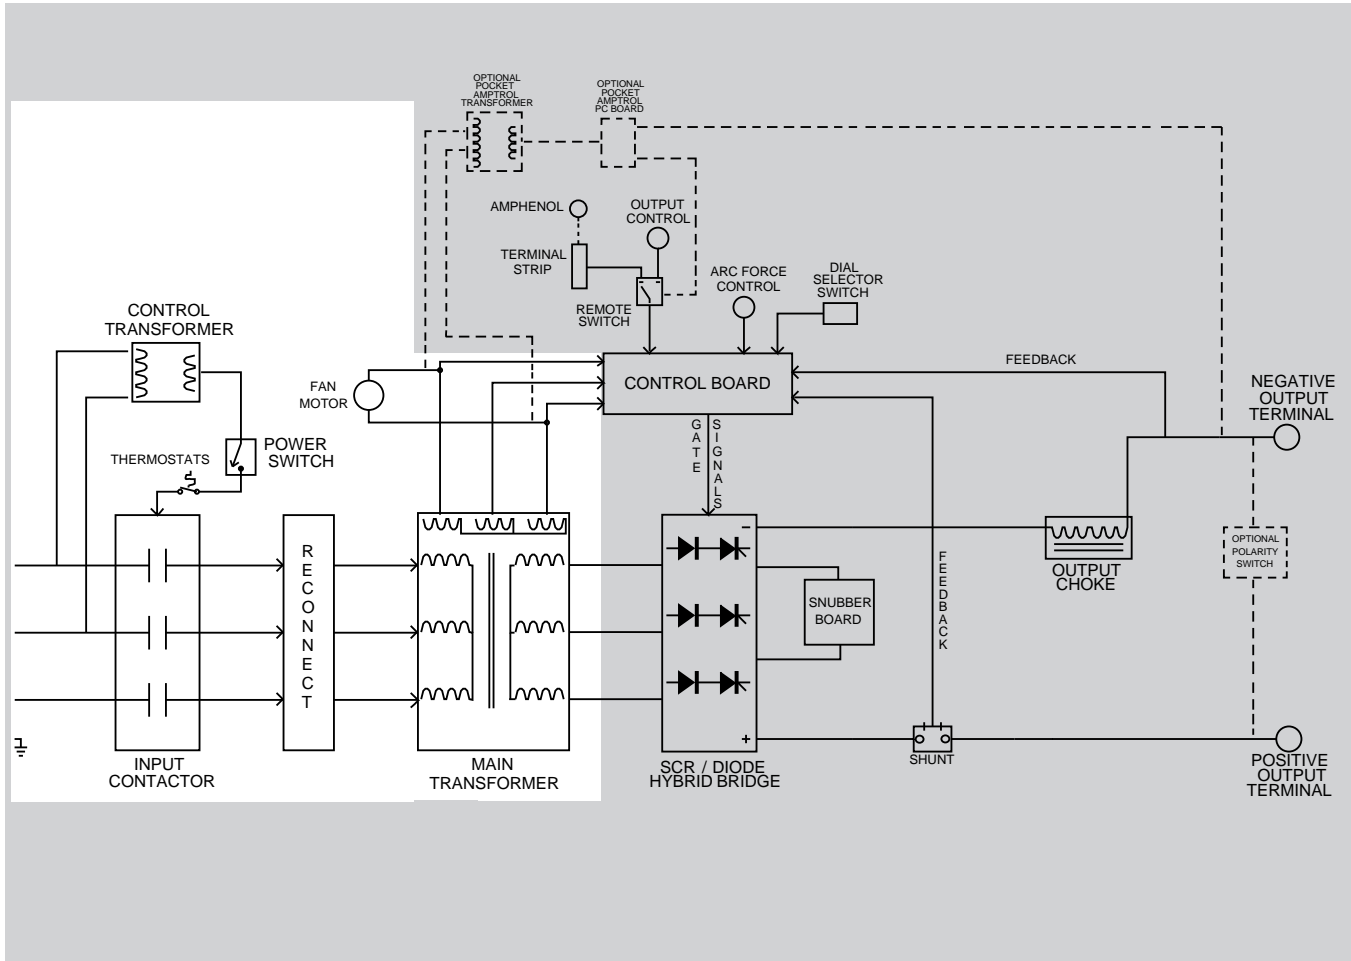 OPTIONAL
POCKET
AMPTROL
TRANSFORMER
OPTIONAL
POCKET
AMPTROL
PC BOARD
AMPHENOL
OUTPUT
CONTROL
TERMINAL
STRIP
REMOTE
SWITCH
ARC FORCE
CONTROL
DIAL
SELECTOR
SWITCH
CONTROL
TRANSFORMER
FAN
MOTOR
CONTROL BOARD
FEEDBACK
NEGATIVE
OUTPUT
TERMINAL
POWER
SWITCH
THERMOSTATS
GATE
SIGNALS
RECONNECT
FEEDBACK
SNUBBER
BOARD
OUTPUT
CHOKE
OPTIONAL
POLARITY
SWITCH
−
+
INPUT
CONTACTOR
MAIN
TRANSFORMER
SCR / DIODE
HYBRID BRIDGE
SHUNT
POSITIVE
OUTPUT
TERMINAL